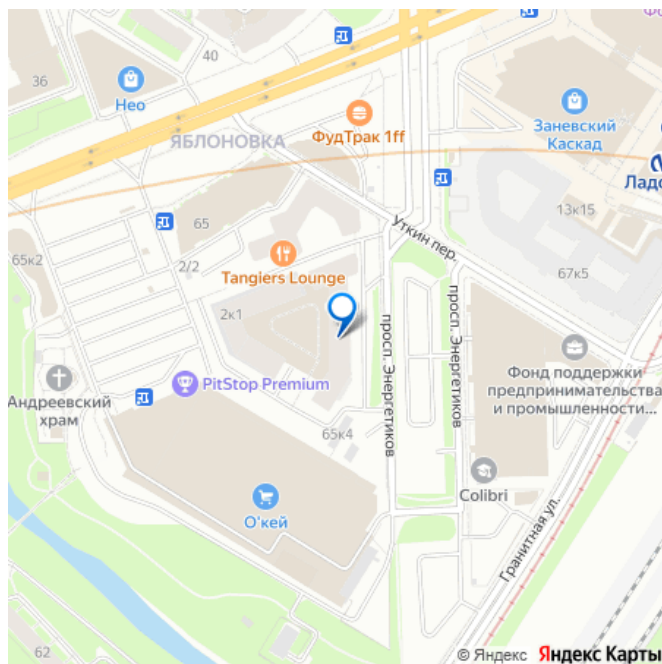 40
36
Нео
ФудТрак 1ff
ЯБЛОНОВКА
Заневский
Каскад
65
13к15
Уткин пер.
65к2
2/2
Tangiers Lounge
67к5
2к1
просп. Энергетиков
просп. Энергетиков
Фонд поддержки
предпринимательства
и промышленности...
PitStop Premium
Андреевский
храм
65к4
Colibri
О'кей
Гранитная ул.
62
© Яндекс Яндекс Карты